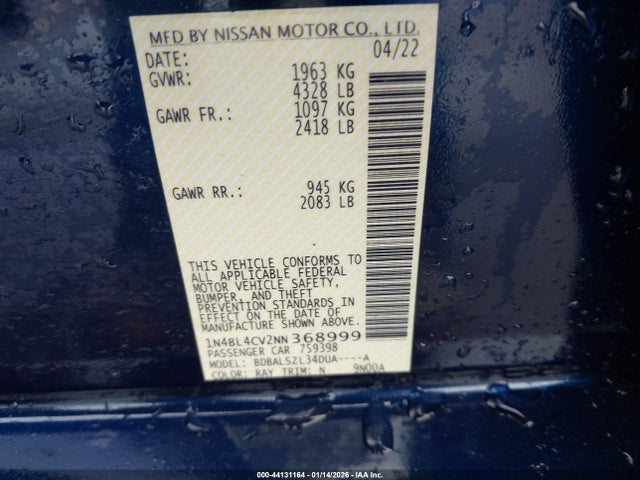 MFD BY NISSAN MOTOR CO., LTD.
DATE: 04/22
GVWR: 1963 KG
4328 LB
GAWR FR.: 1097 KG
2418 LB
GAWR RR.: 945 KG
2083 LB
THIS VEHICLE CONFORMS TO
ALL APPLICABLE FEDERAL
MOTOR VEHICLE SAFETY,
BUMPER, AND THEFT
PREVENTION STANDARDS IN
EFFECT ON THE DATE OF
MANUFACTURE SHOWN ABOVE.
1N4BL4CV2NN368999
PASSENGER CAR 759398
MODEL: BDBALSZL34DUA----A
COLOR: RAY TRIM: N 9N00A
000-44131164 - 01/14/2026 - © IAA Inc.